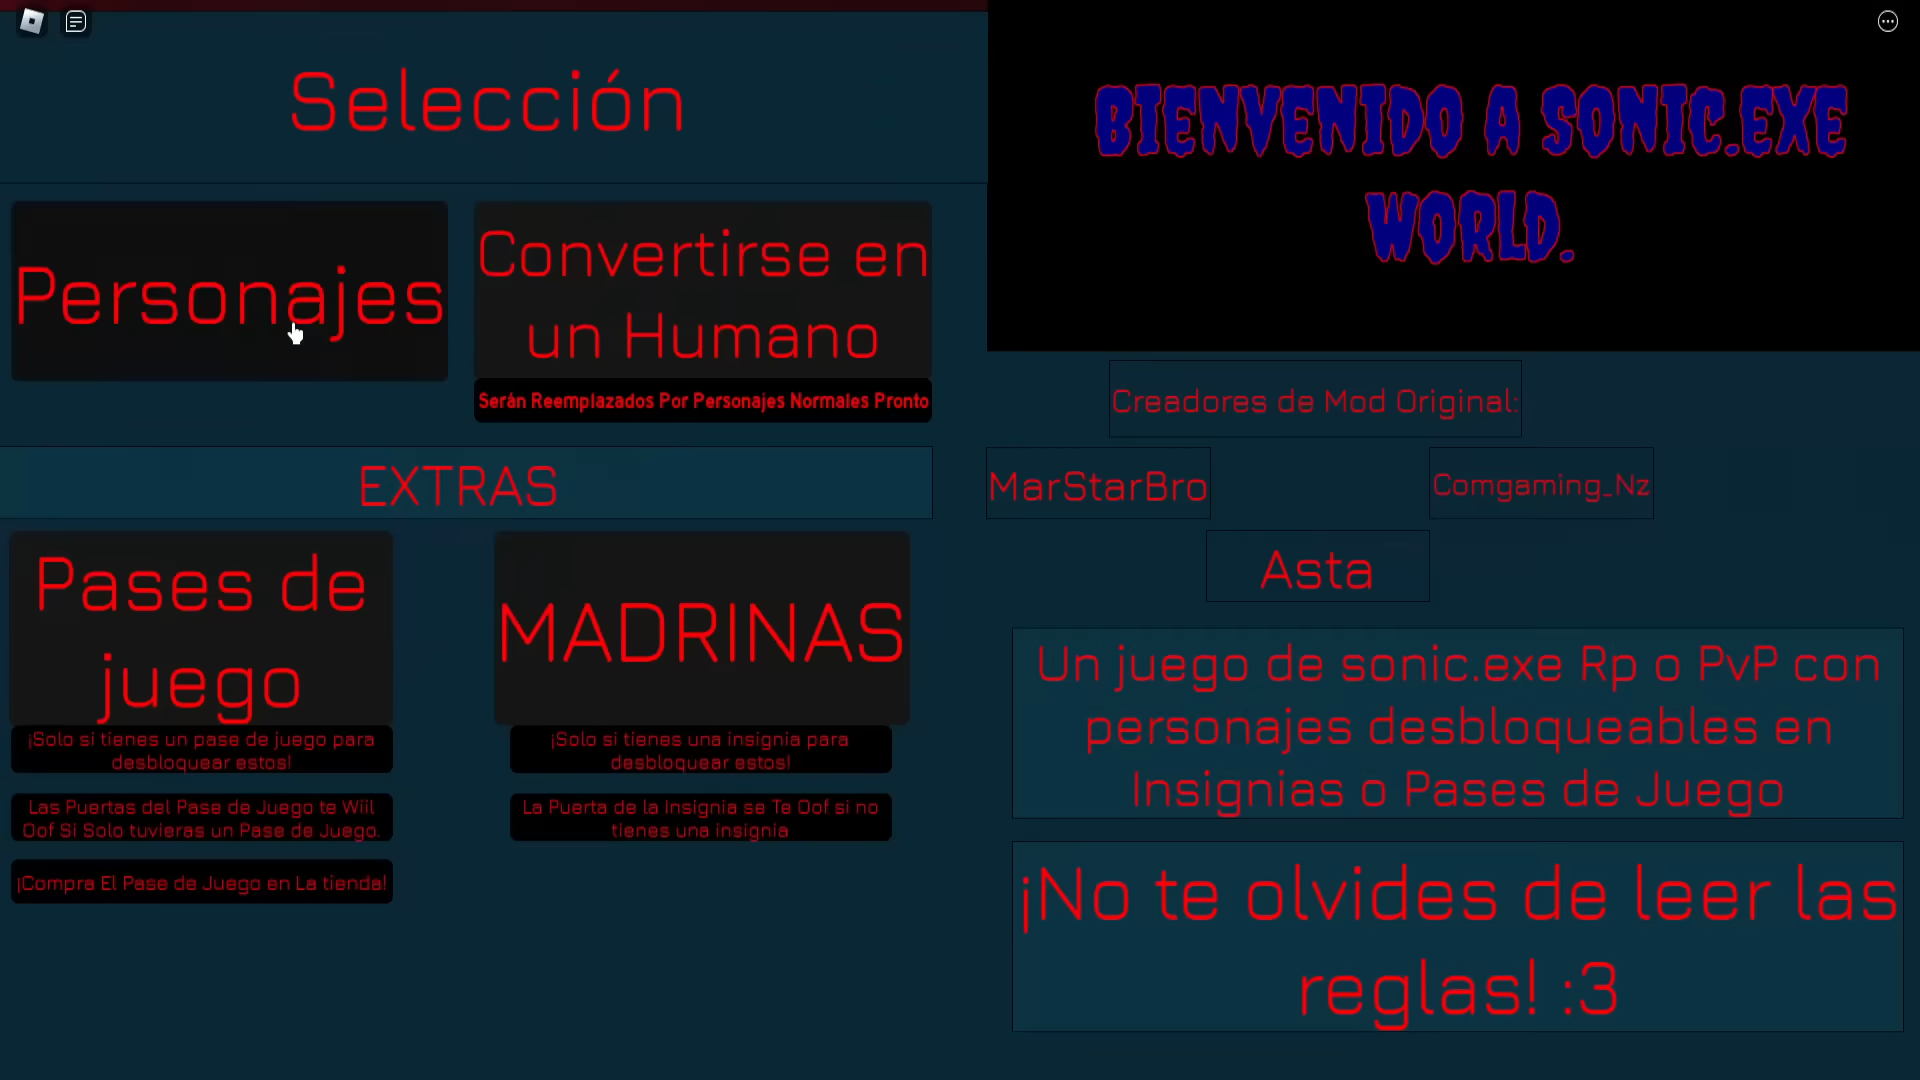 Selección
Personajes
Convertirse en
un Humano
Serán Reemplazados Por Personajes Normales Pronto
EXTRAS
Pases de
juego
¡Solo si tienes un pase de juego para
desbloquear estos!
Las Puertas del Pase de Juego te Wiil
Oof Si Solo tuvieras un Pase de Juego.
¡Compra El Pase de Juego en La tienda!
MADRINAS
¡Solo si tienes una insignia para
desbloquear estos!
La Puerta de la Insignia se Te Oof si no
tienes una insignia
BIENVENIDO A SONIC.EXE
WORLD.
Creadores de Mod Original:
MarStarBro
Comgaming_Nz
Asta
Un juego de sonic.exe Rp o PvP con
personajes desbloqueables en
Insignias o Pases de Juego
¡No te olvides de leer las
reglas! :3